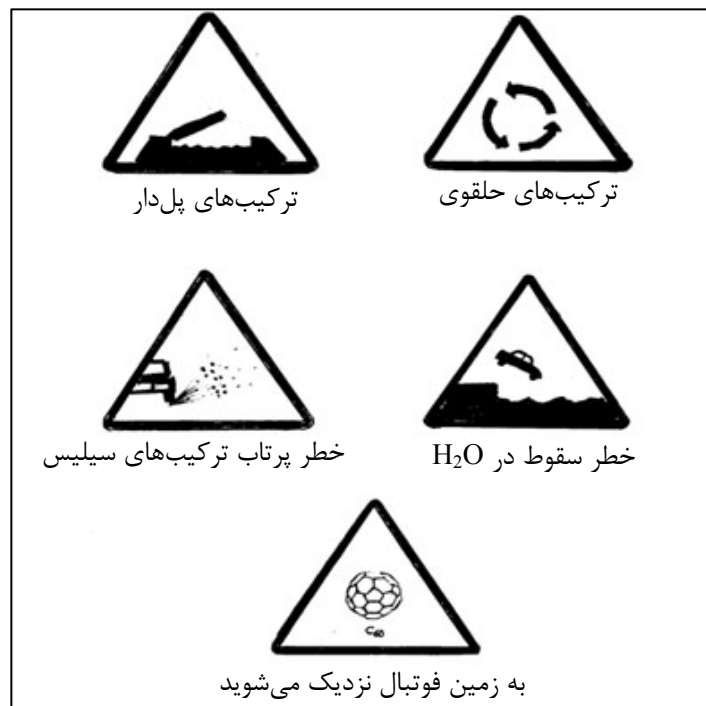 ترکیب‌های حلقوی
ترکیب‌های پل‌دار
خطر سقوط در H₂O
خطر پرتاب ترکیب‌های سیلیس
C₆₀
به زمین فوتبال نزدیک می‌شوید